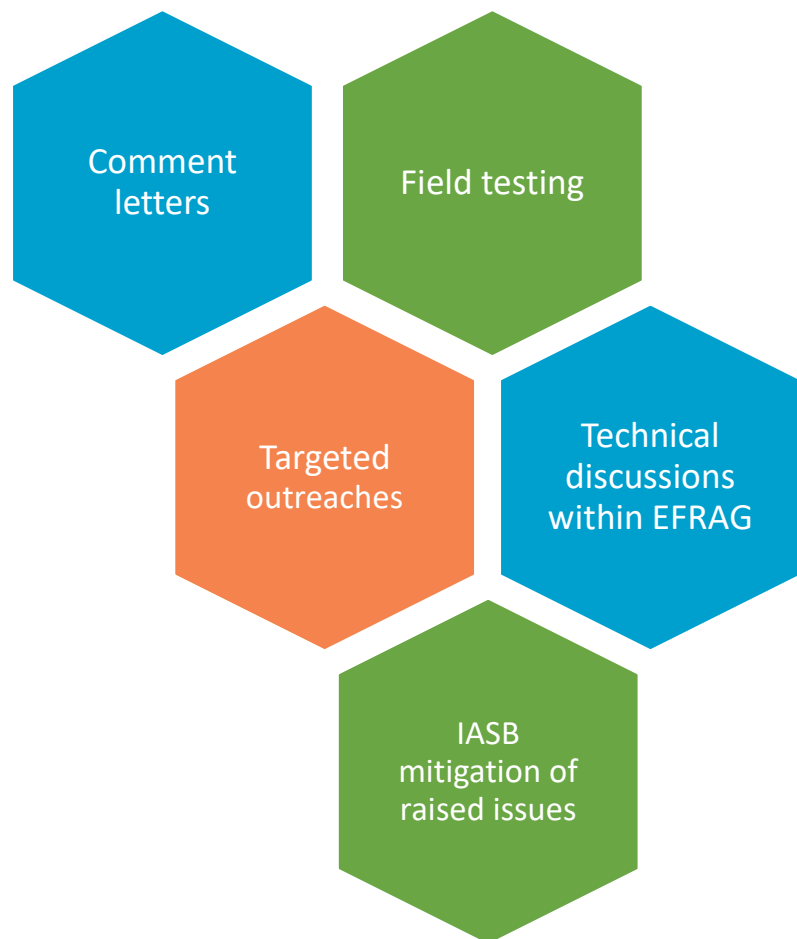 Comment
letters
Field testing
Targeted
outreaches
Technical
discussions
within EFRAG
IASB
mitigation of
raised issues